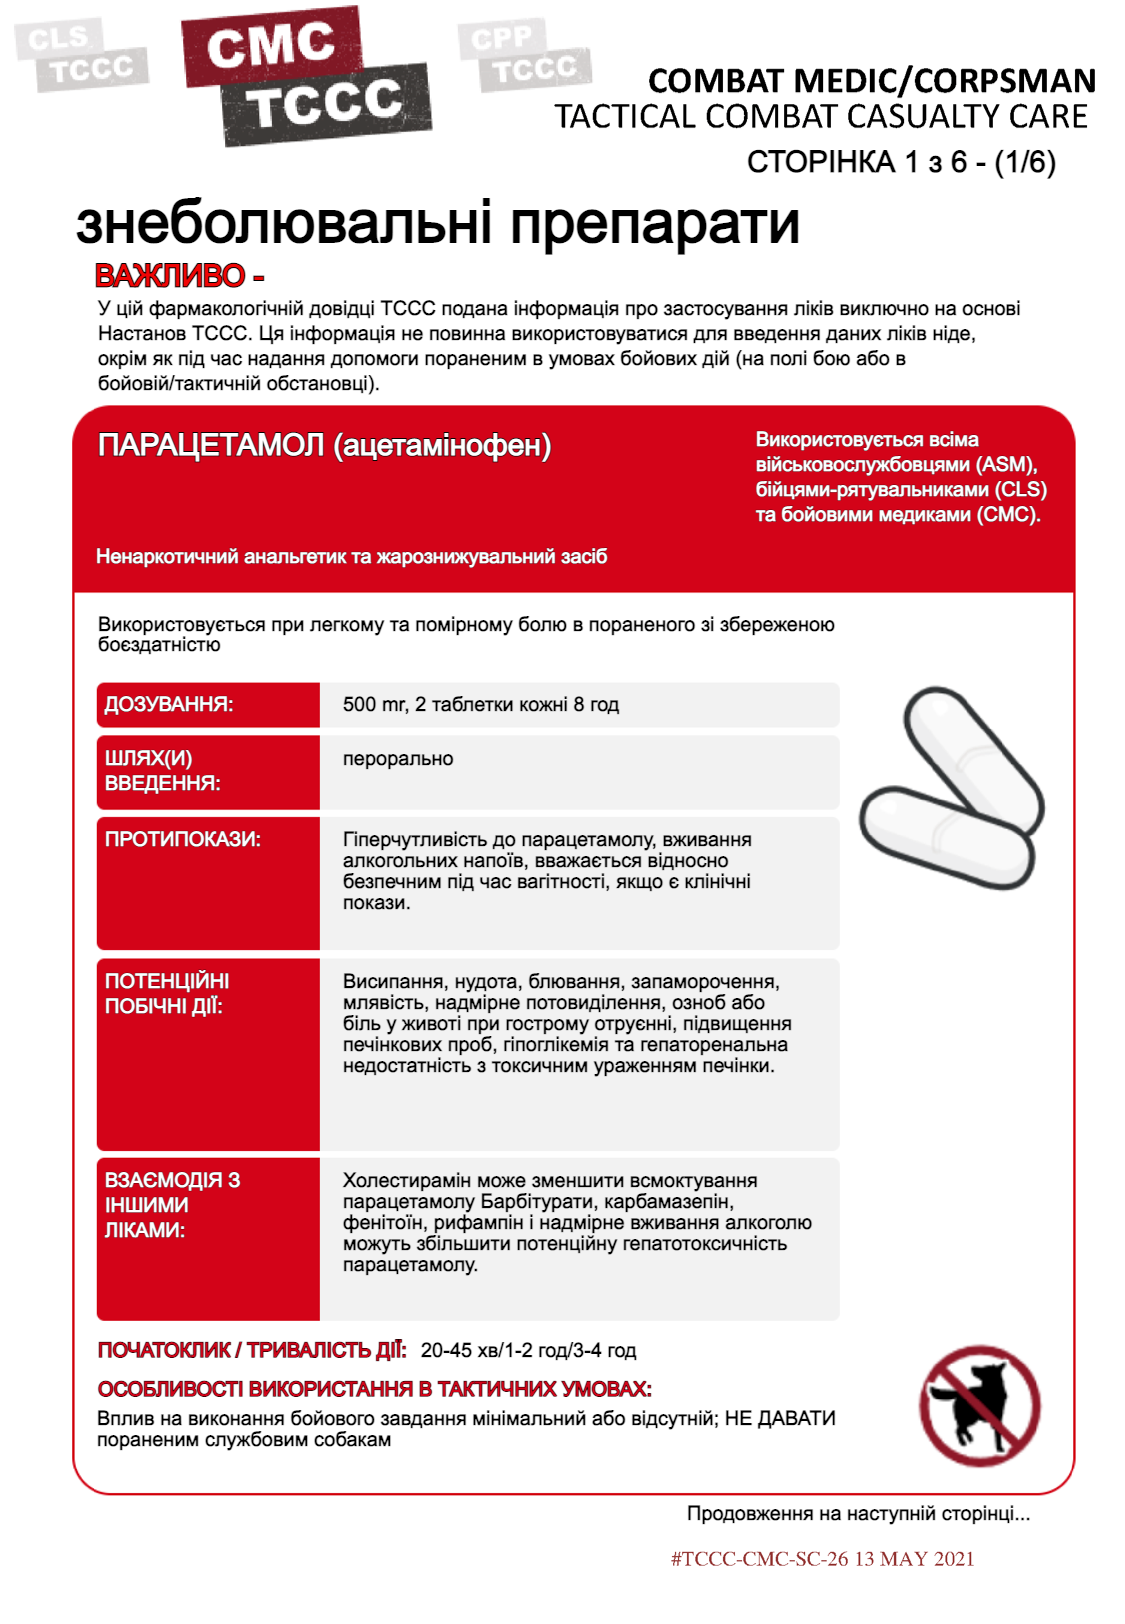 CLS
TCCC
CMC
TCCC
CPP
TCCC
COMBAT MEDIC/CORPSMAN
TACTICAL COMBAT CASUALTY CARE
СТОРІНКА 1 з 6 - (1/6)
знеболювальні препарати
ВАЖЛИВО -
У цій фармакологічній довідці ТССС подана інформація про застосування ліків виключно на основі
Настанов ТССС. Ця інформація не повинна використовуватися для введення даних ліків ніде,
окрім як під час надання допомоги пораненим в умовах бойових дій (на полі бою або в
бойовій/тактичній обстановці).
ПАРАЦЕТАМОЛ (ацетамінофен)
Використовується всіма
військовослужбовцями (ASM),
бійцями-рятувальниками (CLS)
та бойовими медиками (CMC).
Ненаркотичний анальгетик та жарознижувальний засіб
Використовується при легкому та помірному болю в пораненого зі збереженою
боєздатністю
ДОЗУВАННЯ:
500 mr, 2 таблетки кожні 8 год
ШЛЯХ(И)
ВВЕДЕННЯ:
перорально
ПРОТИПОКАЗИ:
Гіперчутливість до парацетамолу, вживання
алкогольних напоїв, вважається відносно
безпечним під час вагітності, якщо є клінічні
покази.
ПОТЕНЦІЙНІ
ПОБІЧНІ ДІЇ:
Висипання, нудота, блювання, запаморочення,
млявість, надмірне потовиділення, озноб або
біль у животі при гострому отруєнні, підвищення
печінкових проб, гіпоглікемія та гепаторенальна
недостатність з токсичним ураженням печінки.
ВЗАЄМОДІЯ З
ІНШИМИ
ЛІКАМИ:
Холестирамін може зменшити всмоктування
парацетамолу Барбітурати, карбамазепін,
фенітоїн, рифампін і надмірне вживання алкоголю
можуть збільшити потенційну гепатотоксичність
парацетамолу.
ПОЧАТОКЛИК / ТРИВАЛІСТЬ ДІЇ: 20-45 хв/1-2 год/3-4 год
ОСОБЛИВОСТІ ВИКОРИСТАННЯ В ТАКТИЧНИХ УМОВАХ:
Вплив на виконання бойового завдання мінімальний або відсутній; НЕ ДАВАТИ
пораненим службовим собакам
Продовження на наступній сторінці...
#TCCC-CMC-SC-26 13 MAY 2021